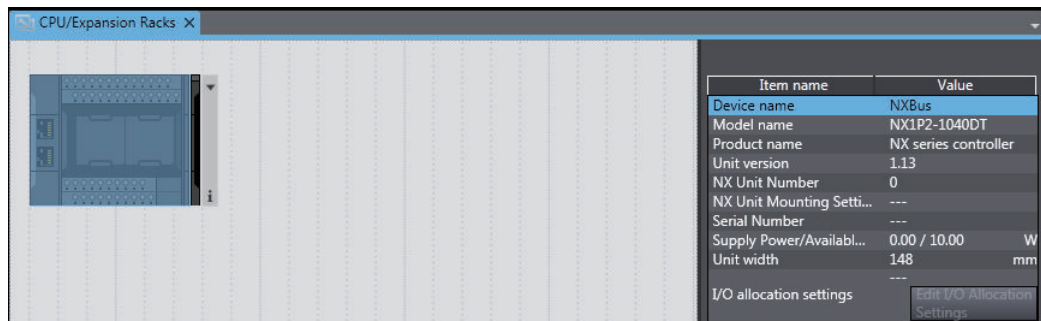 CPU/Expansion Racks
Item name Value
Device name NXBus
Model name NX1P2-1040DT
Product name NX series controller
Unit version 1.13
NX Unit Number 0
NX Unit Mounting Setti... ---
Serial Number ---
Supply Power/Availabl... 0.00 / 10.00 W
Unit width 148 mm
---
I/O allocation settings Edit I/O Allocation
Settings